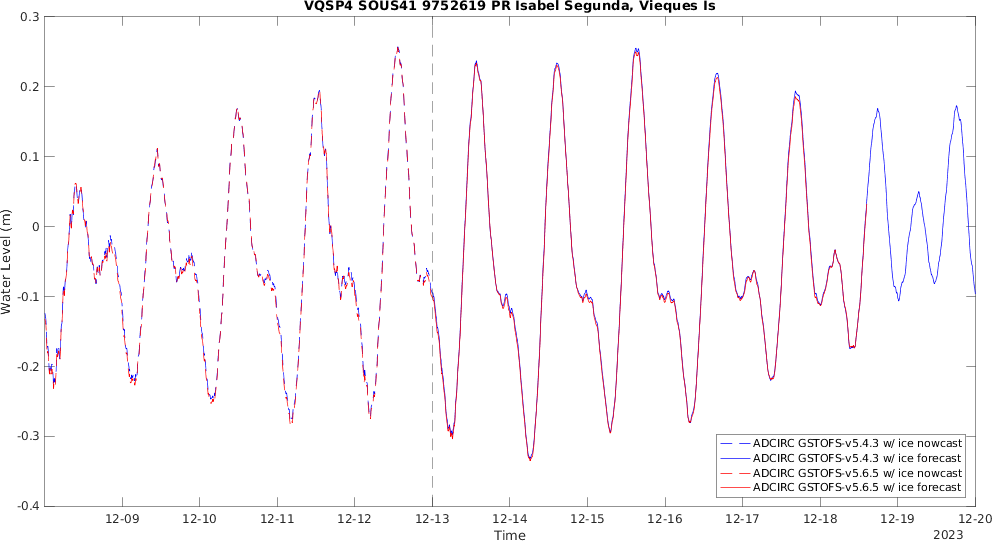 VQSP4 SOUS41 9752619 PR Isabel Segunda, Vieques Is
0.3
0.2
0.1
0
-0.1
-0.2
-0.3
-0.4
Water Level (m)
ADCIRC GSTOFS-v5.4.3 w/ ice nowcast
ADCIRC GSTOFS-v5.4.3 w/ ice forecast
ADCIRC GSTOFS-v5.6.5 w/ ice nowcast
ADCIRC GSTOFS-v5.6.5 w/ ice forecast
12-09 12-10 12-11 12-12 12-13 12-14 12-15 12-16 12-17 12-18 12-19 12-20
Time 2023